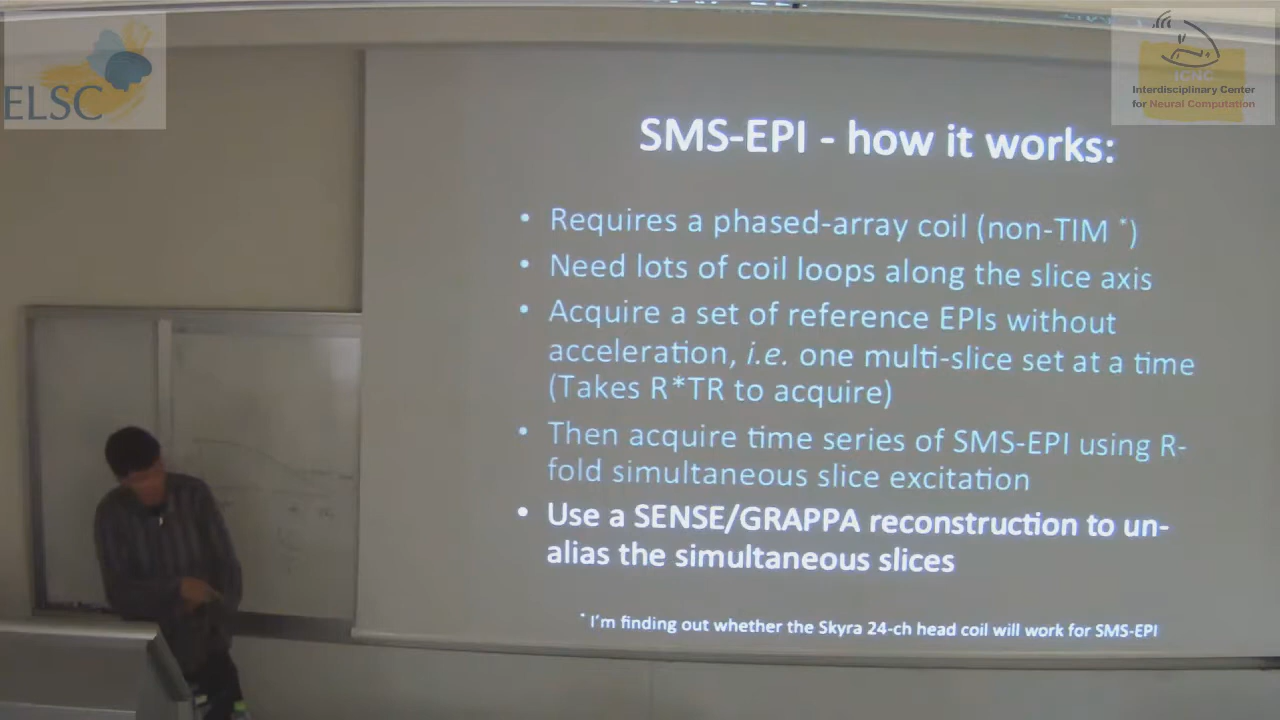 ELSC
ICNC
Interdisciplinary Center
for Neural Computation
SMS-EPI - how it works:
• Requires a phased-array coil (non-TIM *)
• Need lots of coil loops along the slice axis
• Acquire a set of reference EPIs without
acceleration, i.e. one multi-slice set at a time
(Takes R*TR to acquire)
• Then acquire time series of SMS-EPI using R-
fold simultaneous slice excitation
• Use a SENSE/GRAPPA reconstruction to un-
alias the simultaneous slices
* I'm finding out whether the Skyra 24-ch head coil will work for SMS-EPI